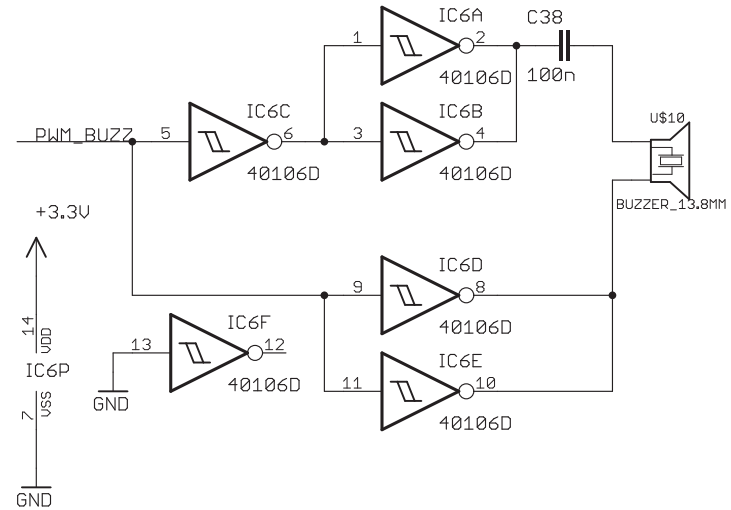 IC6A
C38
1
2
40106D
100n
IC6C
IC6B
U$10
PWM_BUZZ
5
6
3
4
40106D
40106D
BUZZER_13.8MM
+3.3V
IC6D
9
8
14
VDD
IC6F
40106D
13
12
IC6P
IC6E
40106D
11
10
GND
7
VSS
40106D
GND